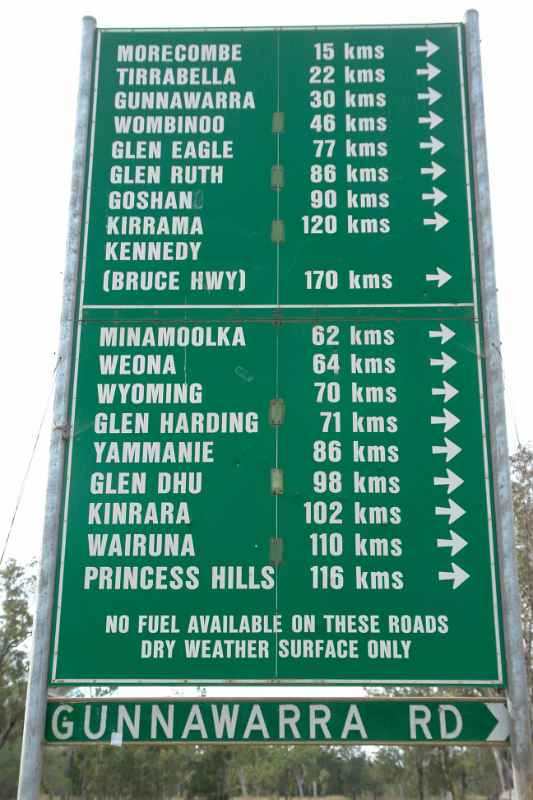 MORECOMBE 15 kms →
TIRRABELLA 22 kms →
GUNNAWARRA 30 kms →
WOMBINOO 46 kms →
GLEN EAGLE 77 kms →
GLEN RUTH 86 kms →
GOSHAN 90 kms →
KIRRAMA 120 kms →
KENNEDY
(BRUCE HWY) 170 kms →
MINAMOOLKA 62 kms →
WEONA 64 kms →
WYOMING 70 kms →
GLEN HARDING 71 kms →
YAMMANIE 86 kms →
GLEN DHU 98 kms →
KINRARA 102 kms →
WAIRUNA 110 kms →
PRINCESS HILLS 116 kms →
NO FUEL AVAILABLE ON THESE ROADS
DRY WEATHER SURFACE ONLY
GUNNAWARRA RD